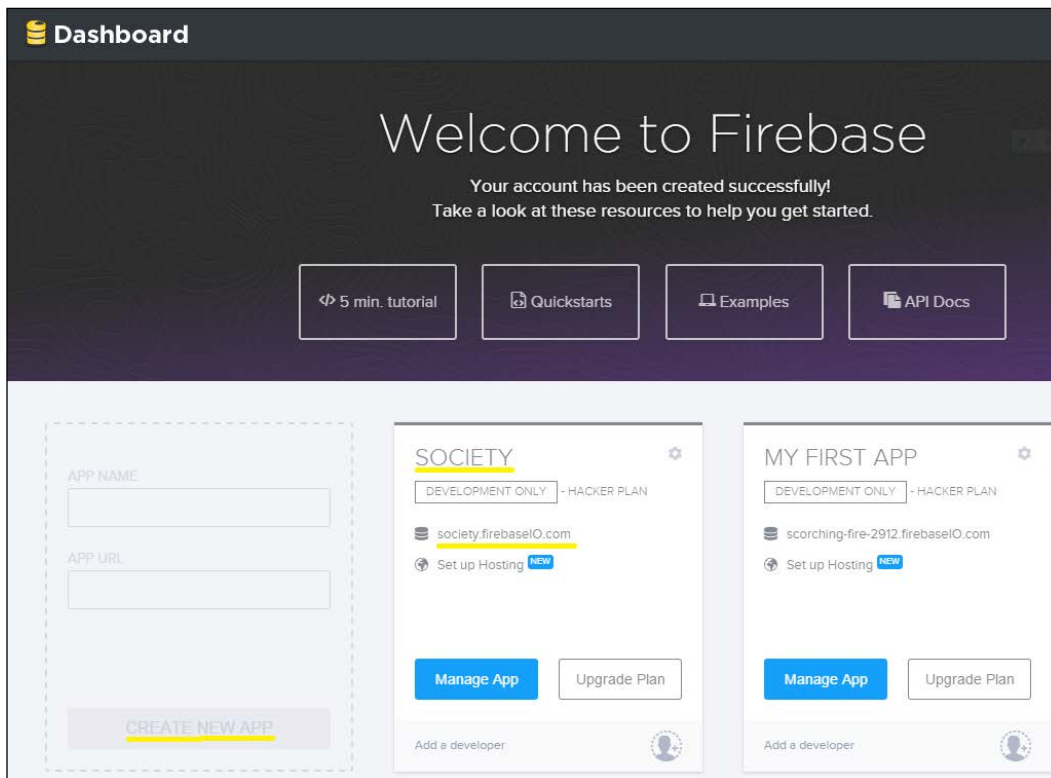 Dashboard
Welcome to Firebase
Your account has been created successfully!
Take a look at these resources to help you get started.
</> 5 min. tutorial
Quickstarts
Examples
API Docs
APP NAME
APP URL
CREATE NEW APP
SOCIETY
DEVELOPMENT ONLY - HACKER PLAN
society.firebaseIO.com
Set up Hosting NEW
Manage App
Upgrade Plan
Add a developer
MY FIRST APP
DEVELOPMENT ONLY - HACKER PLAN
scorching-fire-2912.firebaseIO.com
Set up Hosting NEW
Manage App
Upgrade Plan
Add a developer